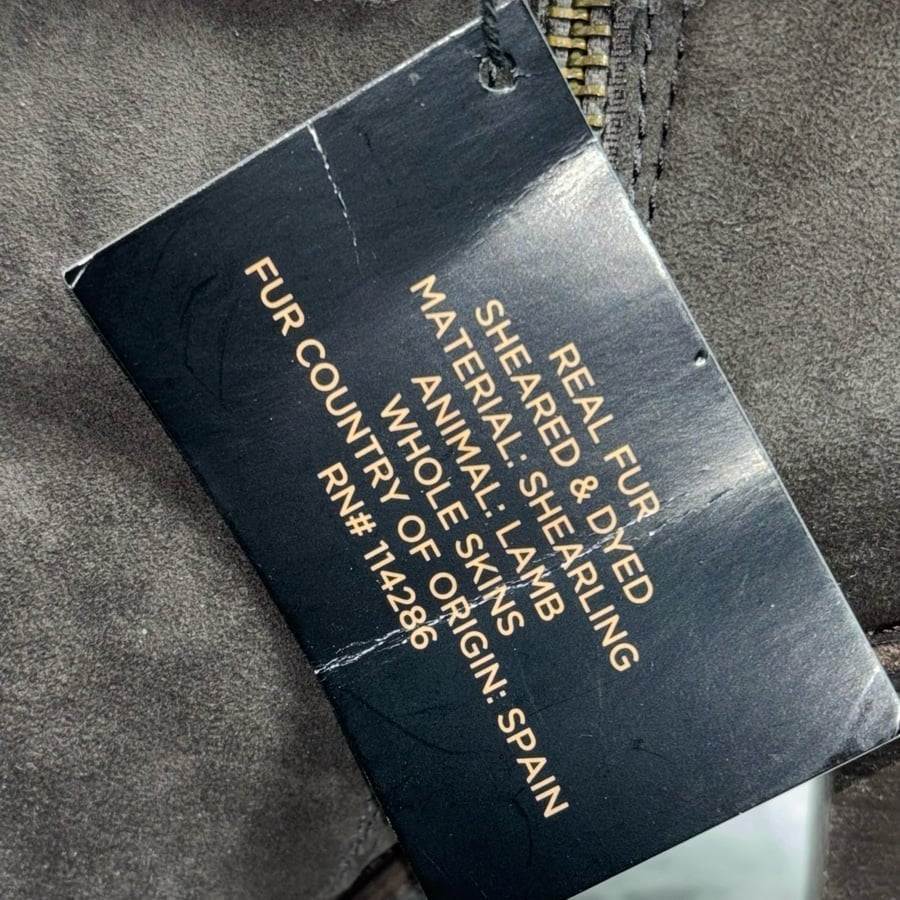 REAL FUR
SHEARED & DYED
MATERIAL: SHEARLING
ANIMAL: LAMB
WHOLE SKINS
FUR COUNTRY OF ORIGIN: SPAIN
RN# 114286